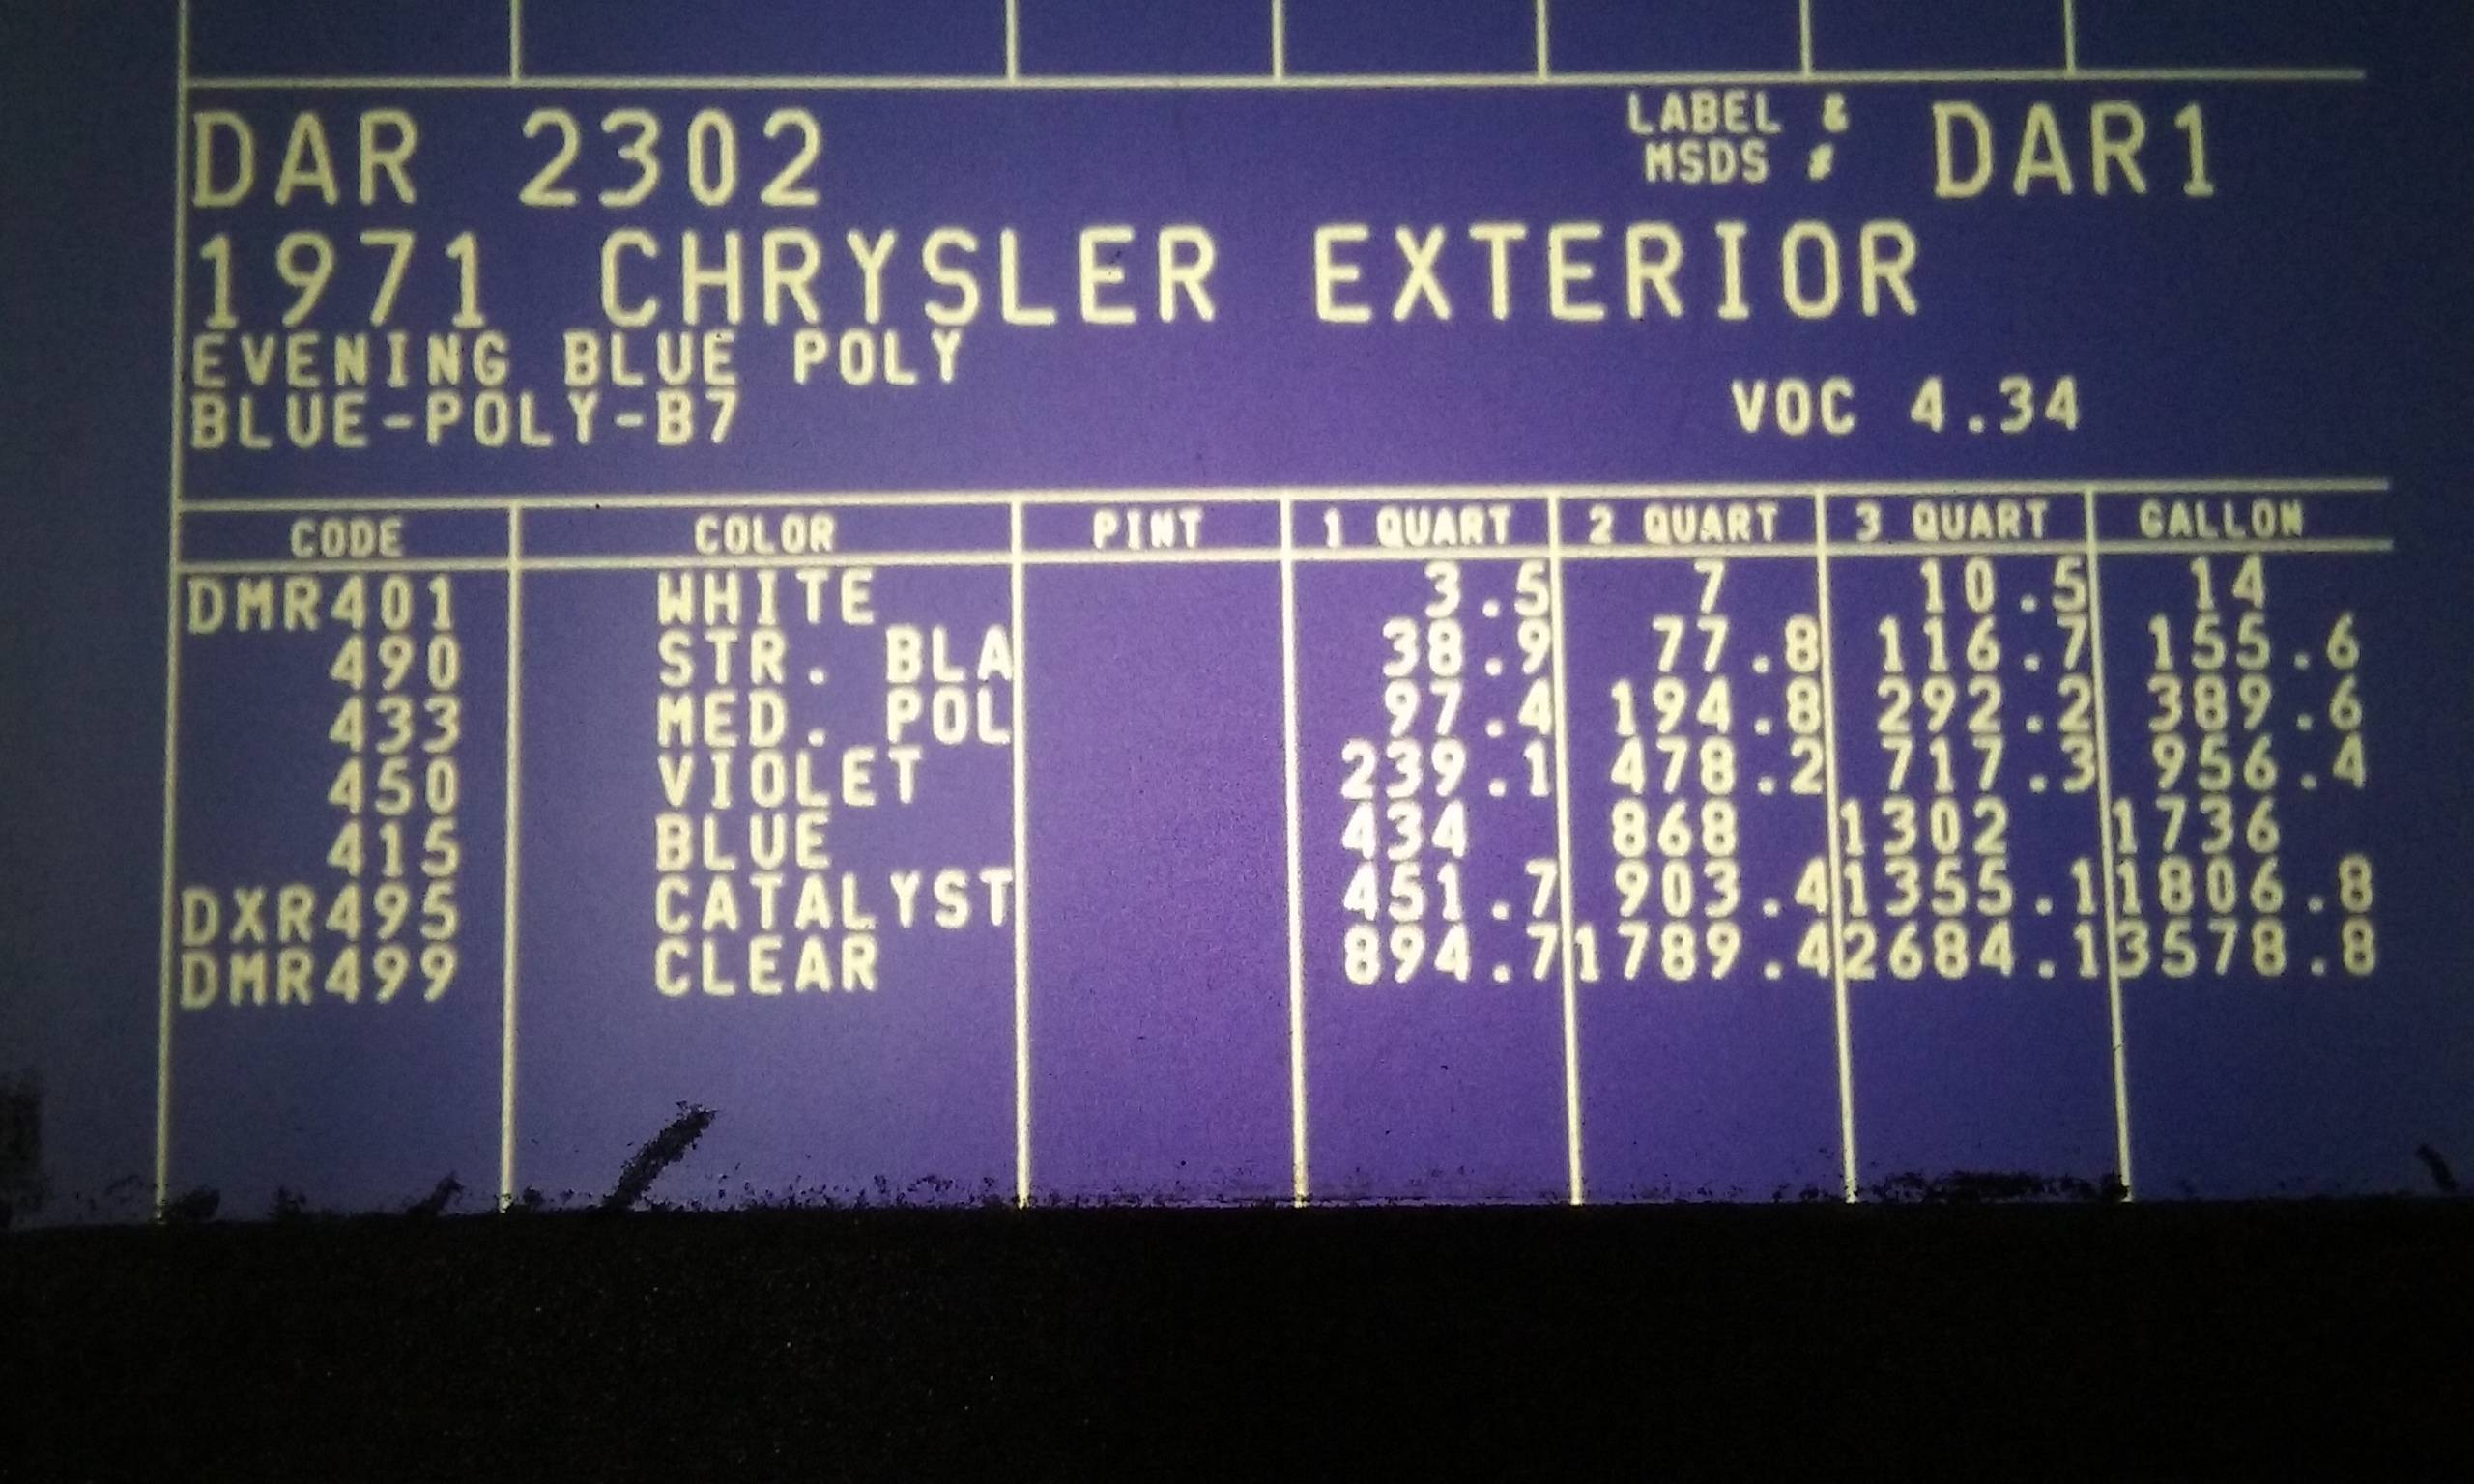 DAR 2302 LABEL & MSDS # DAR1
1971 CHRYSLER EXTERIOR
EVENING BLUE POLY
BLUE-POLY-B7 VOC 4.34
CODE COLOR PINT 1 QUART 2 QUART 3 QUART GALLON
DMR401 WHITE 3.5 7 10.5 14
490 STR. BLA 38.9 77.8 116.7 155.6
433 MED. POL 97.4 194.8 292.2 389.6
450 VIOLET 239.1 478.2 717.3 956.4
415 BLUE 434 868 1302 1736
DXR495 CATALYST 451.7 903.4 1355.1 1806.8
DMR499 CLEAR 894.7 1789.4 2684.1 3578.8